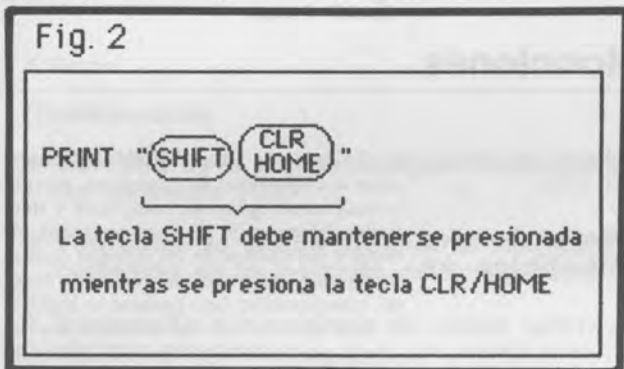 Fig. 2
PRINT "SHIFT CLR HOME "
La tecla SHIFT debe mantenerse presionada
mientras se presiona la tecla CLR/HOME